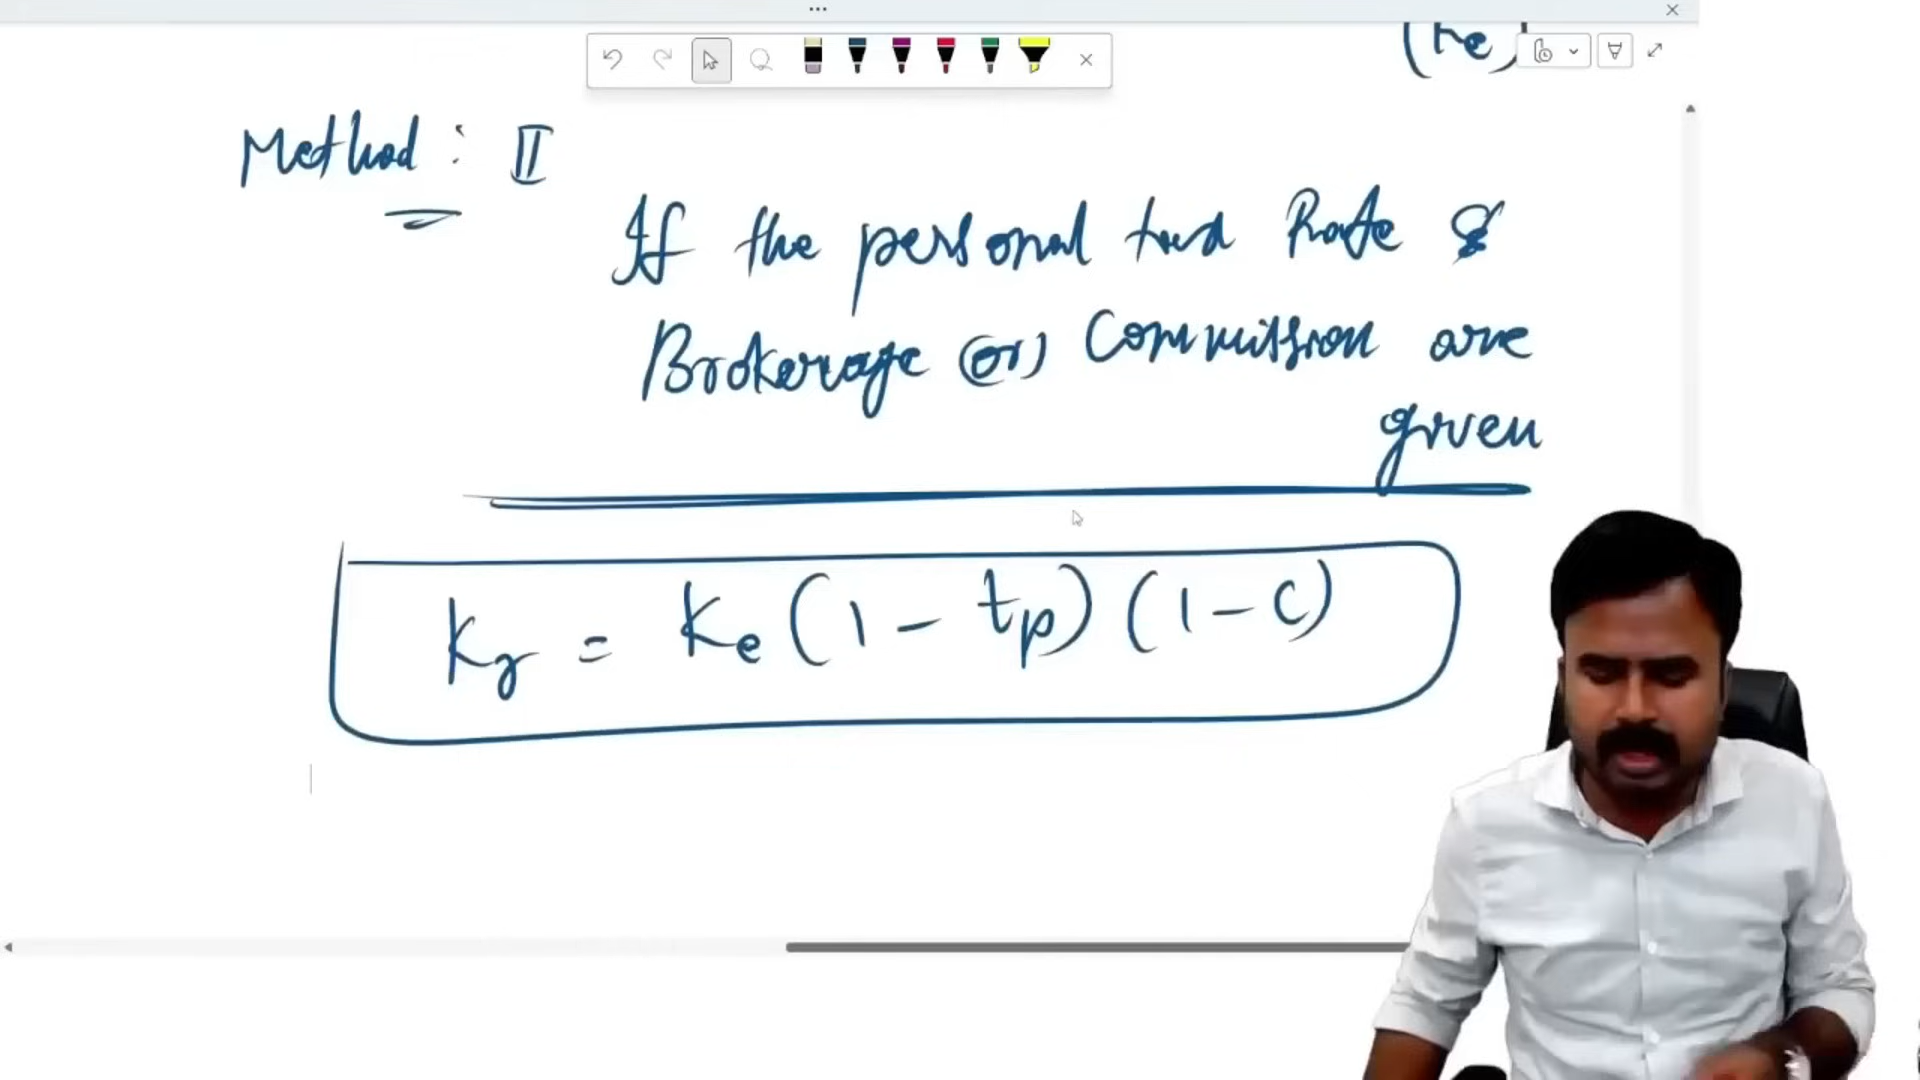 (Ke)
Method : II
If the personal tax Rate &
Brokerage (or) Commission are
given
Kr = Ke (1 - tp) (1 - C)